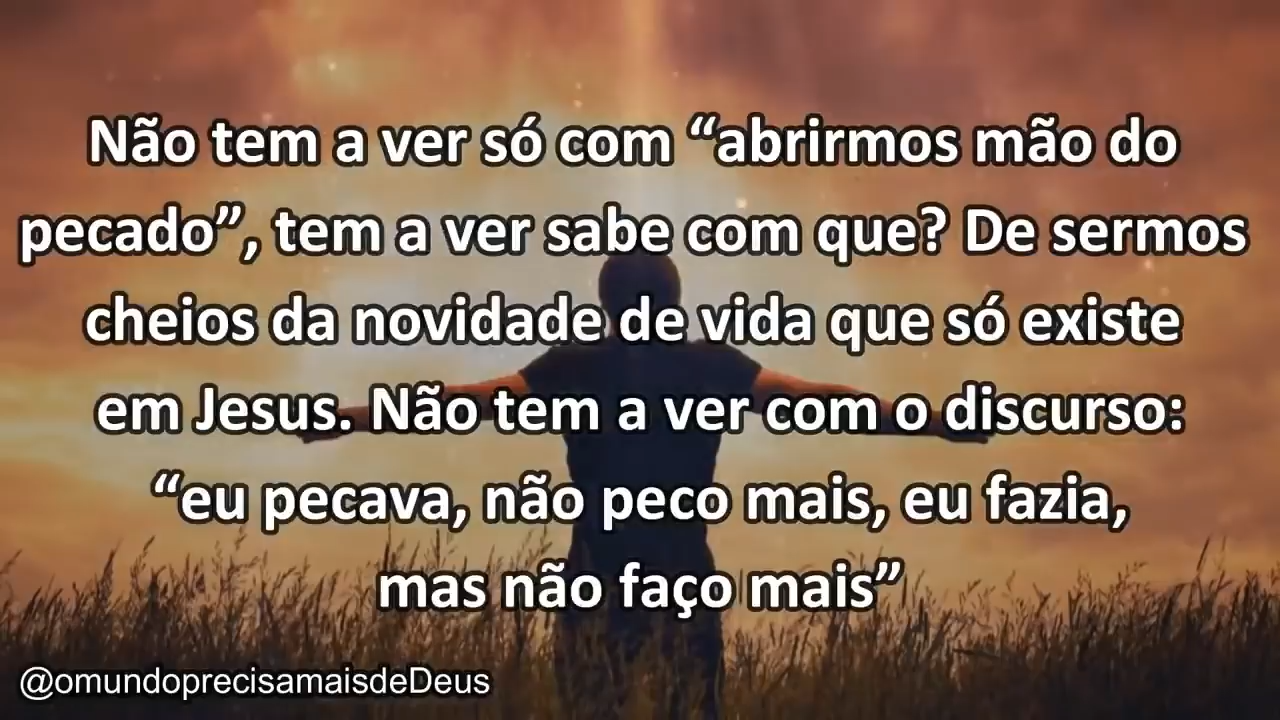 Não tem a ver só com “abrirmos mão do
pecado”, tem a ver sabe com que? De sermos
cheios da novidade de vida que só existe
em Jesus. Não tem a ver com o discurso:
“eu pecava, não peco mais, eu fazia,
mas não faço mais”
@omundoprecisamaisdeDeus